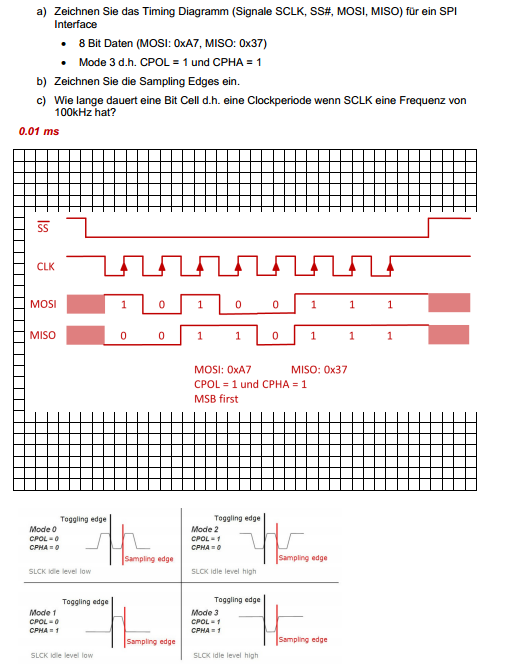 a) Zeichnen Sie das Timing Diagramm (Signale SCLK, SS#, MOSI, MISO) für ein SPI
Interface
• 8 Bit Daten (MOSI: 0xA7, MISO: 0x37)
• Mode 3 d.h. CPOL = 1 und CPHA = 1
b) Zeichnen Sie die Sampling Edges ein.
c) Wie lange dauert eine Bit Cell d.h. eine Clockperiode wenn SCLK eine Frequenz von
100kHz hat?
0.01 ms
SS
CLK
MOSI 1 0 1 0 0 1 1 1
MISO 0 0 1 1 0 1 1 1
MOSI: 0xA7 MISO: 0x37
CPOL = 1 und CPHA = 1
MSB first
Toggling edge
Mode 0
CPOL = 0
CPHA = 0
Sampling edge
SLCK idle level low
Toggling edge
Mode 2
CPOL = 1
CPHA = 0
Sampling edge
SLCK idle level high
Toggling edge
Mode 1
CPOL = 0
CPHA = 1
Sampling edge
SLCK idle level low
Toggling edge
Mode 3
CPOL = 1
CPHA = 1
Sampling edge
SLCK idle level high